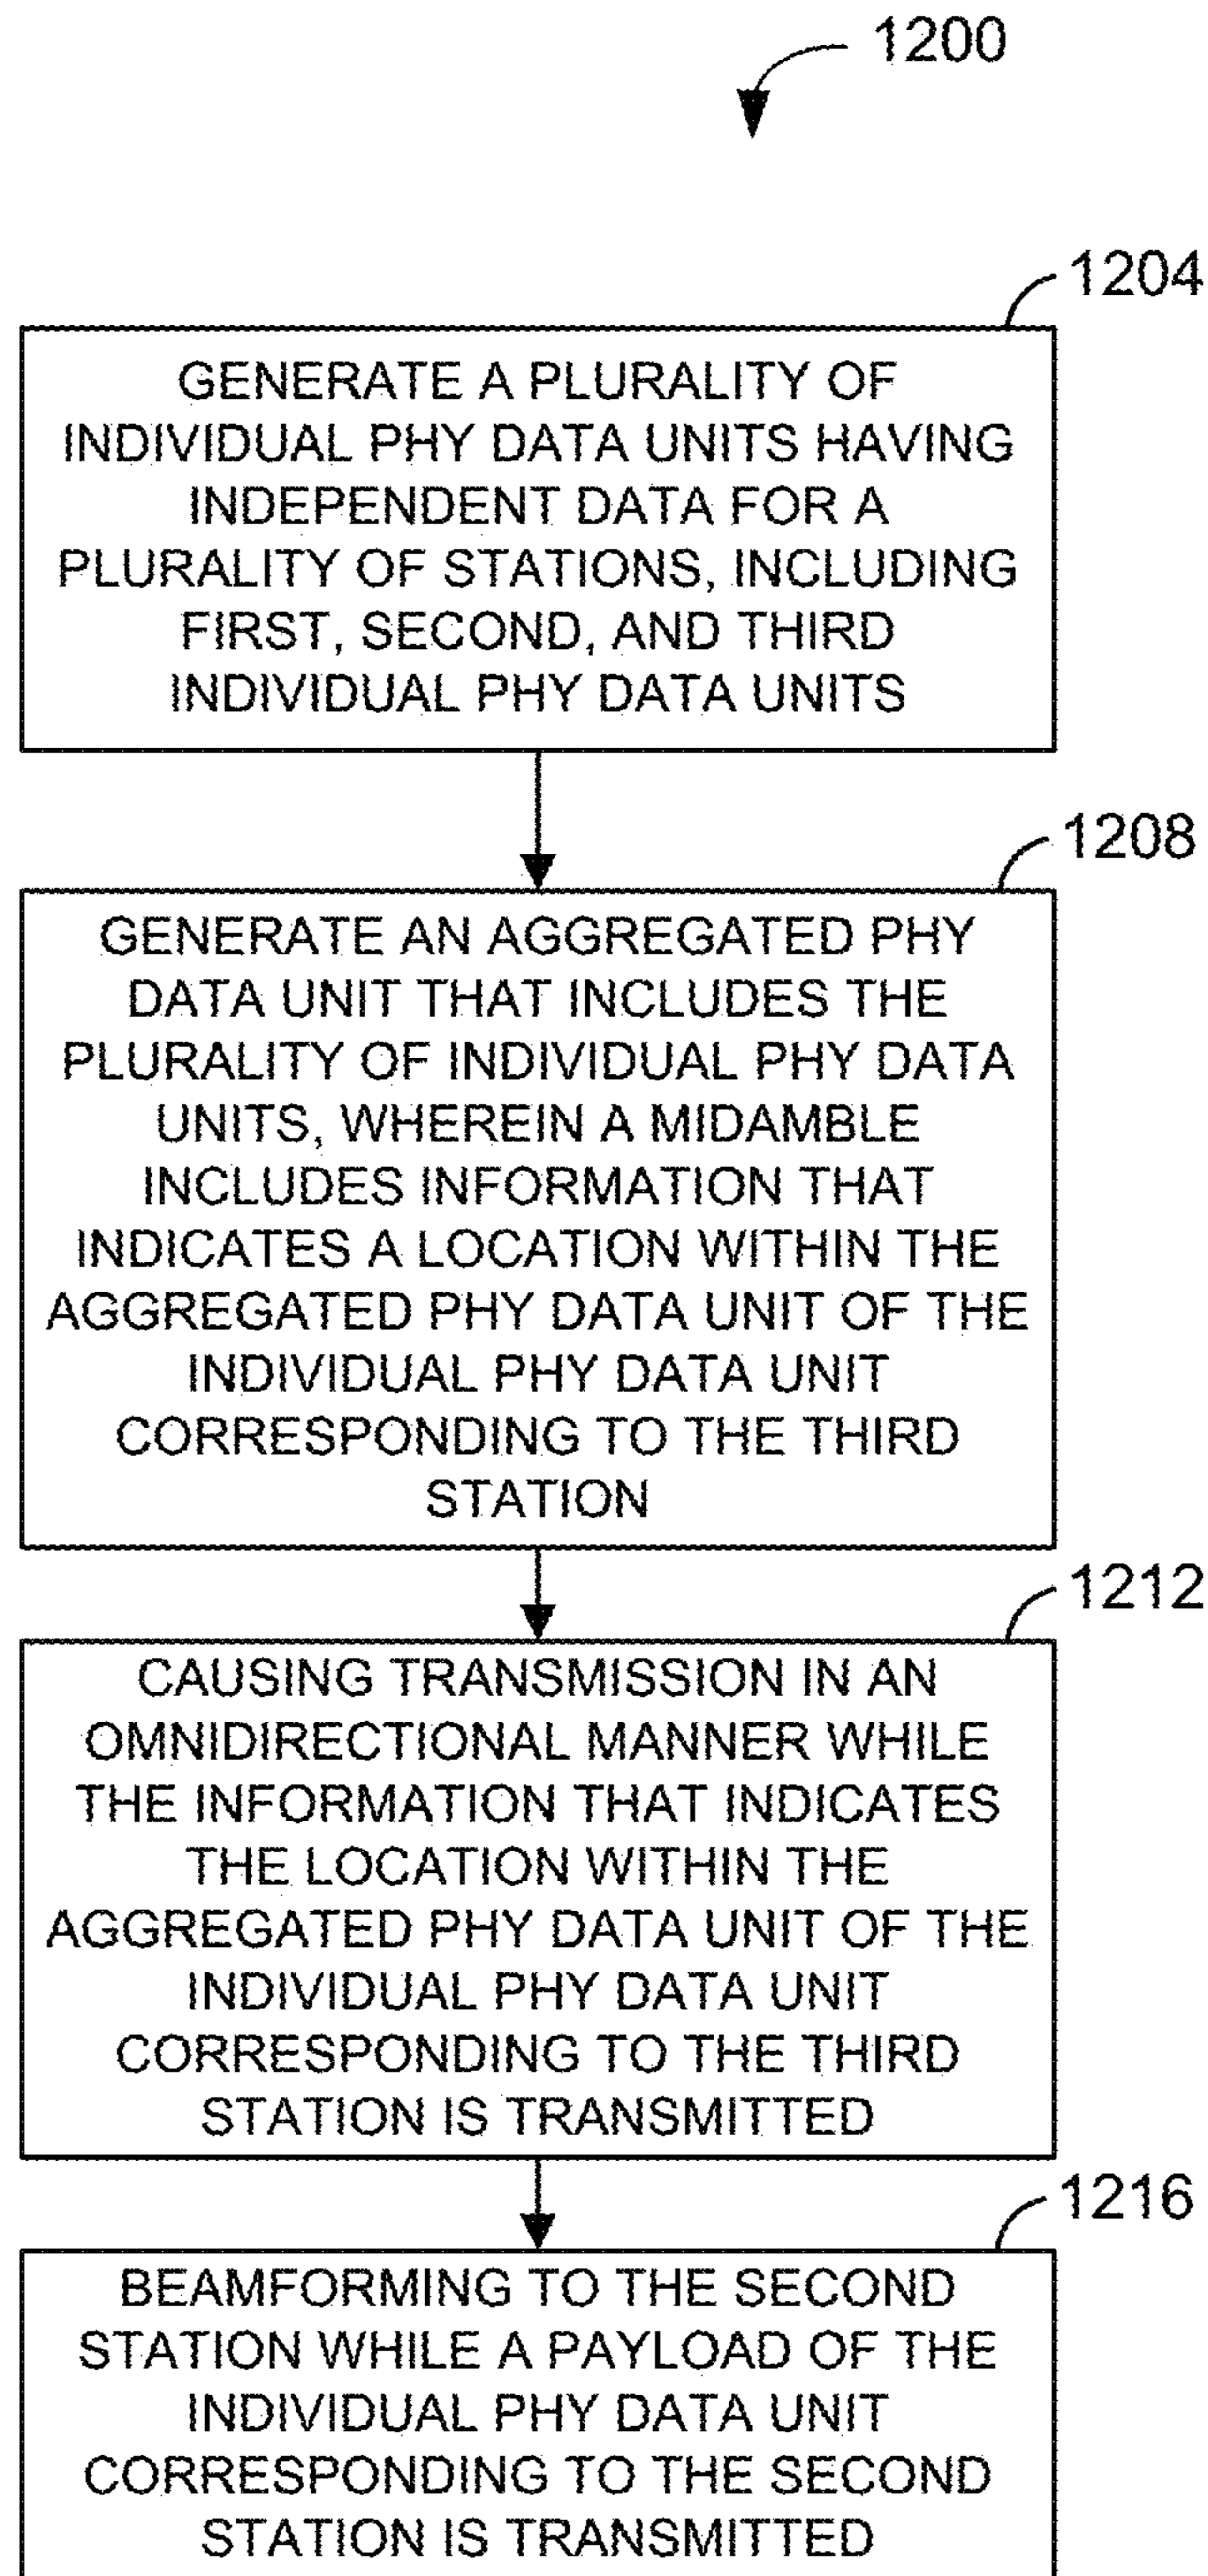 1200
1204
GENERATE A PLURALITY OF
INDIVIDUAL PHY DATA UNITS HAVING
INDEPENDENT DATA FOR A
PLURALITY OF STATIONS, INCLUDING
FIRST, SECOND, AND THIRD
INDIVIDUAL PHY DATA UNITS
1208
GENERATE AN AGGREGATED PHY
DATA UNIT THAT INCLUDES THE
PLURALITY OF INDIVIDUAL PHY DATA
UNITS, WHEREIN A MIDAMBLE
INCLUDES INFORMATION THAT
INDICATES A LOCATION WITHIN THE
AGGREGATED PHY DATA UNIT OF THE
INDIVIDUAL PHY DATA UNIT
CORRESPONDING TO THE THIRD
STATION
1212
CAUSING TRANSMISSION IN AN
OMNIDIRECTIONAL MANNER WHILE
THE INFORMATION THAT INDICATES
THE LOCATION WITHIN THE
AGGREGATED PHY DATA UNIT OF THE
INDIVIDUAL PHY DATA UNIT
CORRESPONDING TO THE THIRD
STATION IS TRANSMITTED
1216
BEAMFORMING TO THE SECOND
STATION WHILE A PAYLOAD OF THE
INDIVIDUAL PHY DATA UNIT
CORRESPONDING TO THE SECOND
STATION IS TRANSMITTED